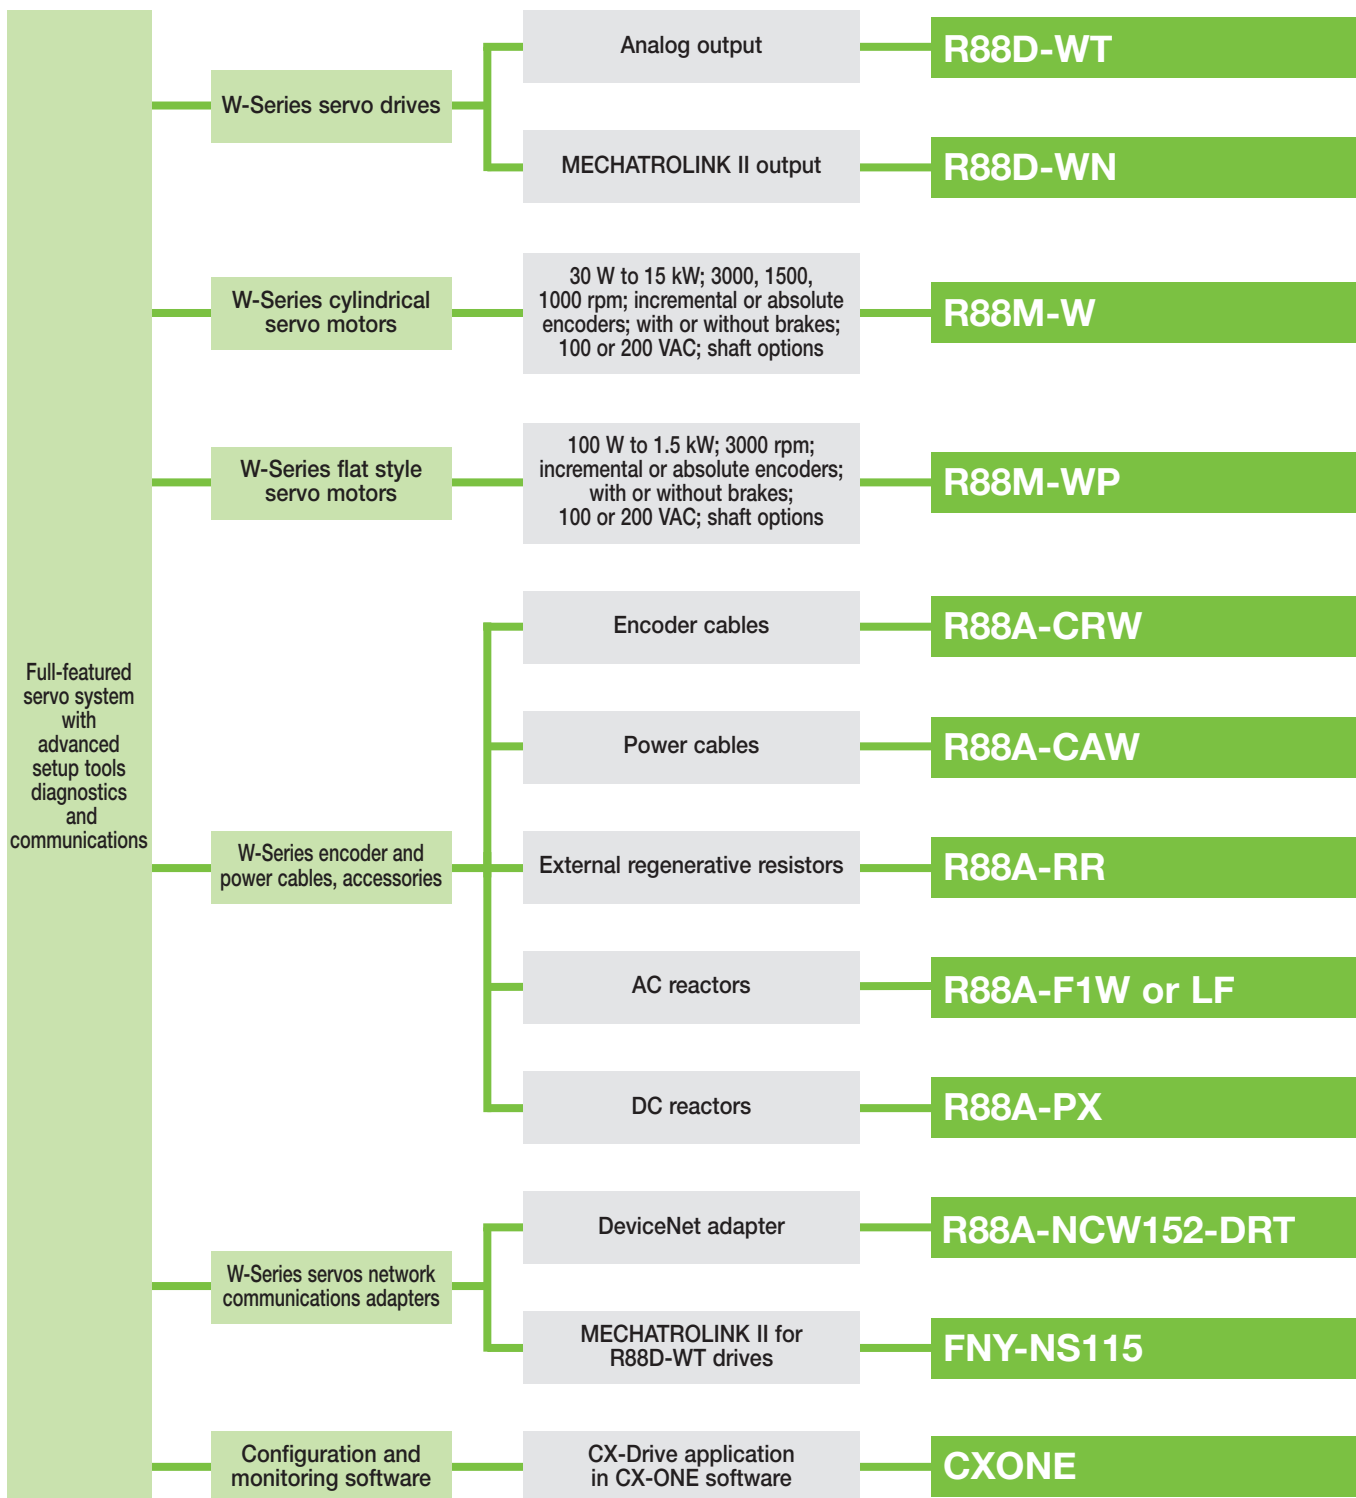 Full-featured
servo system
with
advanced
setup tools
diagnostics
and
communications
W-Series servo drives
Analog output
R88D-WT
MECHATROLINK II output
R88D-WN
W-Series cylindrical
servo motors
30 W to 15 kW; 3000, 1500,
1000 rpm; incremental or absolute
encoders; with or without brakes;
100 or 200 VAC; shaft options
R88M-W
W-Series flat style
servo motors
100 W to 1.5 kW; 3000 rpm;
incremental or absolute encoders;
with or without brakes;
100 or 200 VAC; shaft options
R88M-WP
W-Series encoder and
power cables, accessories
Encoder cables
R88A-CRW
Power cables
R88A-CAW
External regenerative resistors
R88A-RR
AC reactors
R88A-F1W or LF
DC reactors
R88A-PX
W-Series servos network
communications adapters
DeviceNet adapter
R88A-NCW152-DRT
MECHATROLINK II for
R88D-WT drives
FNY-NS115
Configuration and
monitoring software
CX-Drive application
in CX-ONE software
CXONE